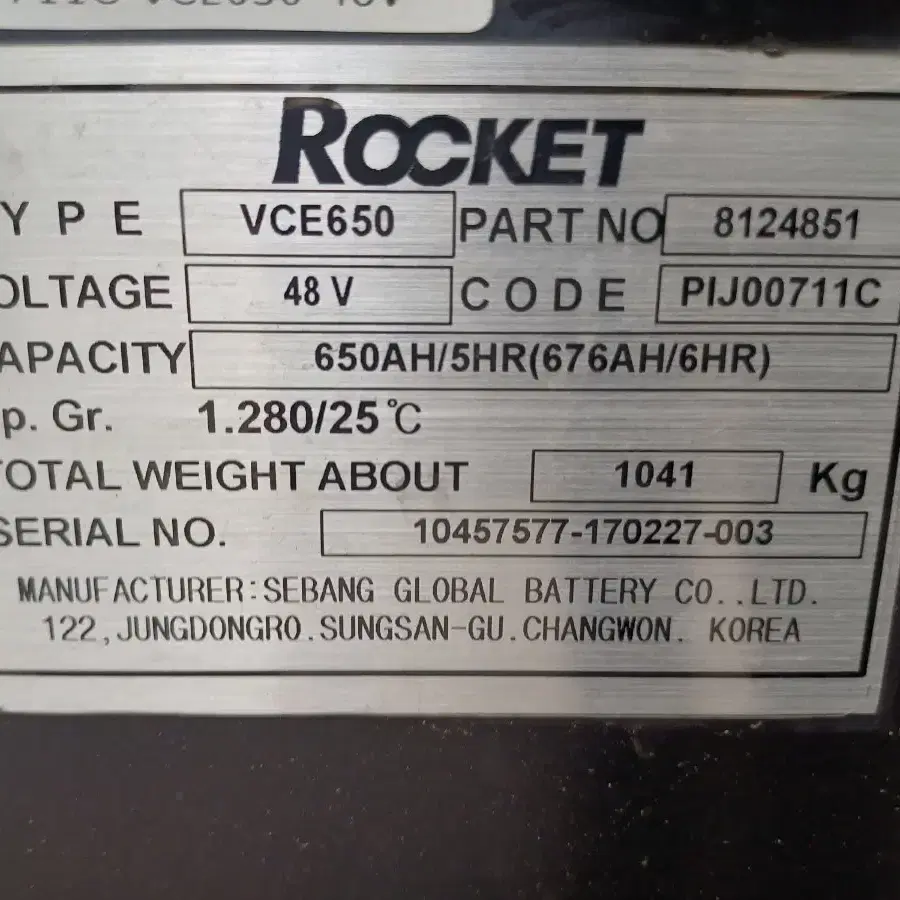 ROCKET
YPE VCE650 PART NO 8124851
OLTAGE 48 V CODE PIJ00711C
APACITY 650AH/5HR(676AH/6HR)
p. Gr. 1.280/25℃
OTAL WEIGHT ABOUT 1041 Kg
SERIAL NO. 10457577-170227-003
MANUFACTURER:SEBANG GLOBAL BATTERY CO..LTD.
122,JUNGDONGRO.SUNGSAN-GU.CHANGWON. KOREA